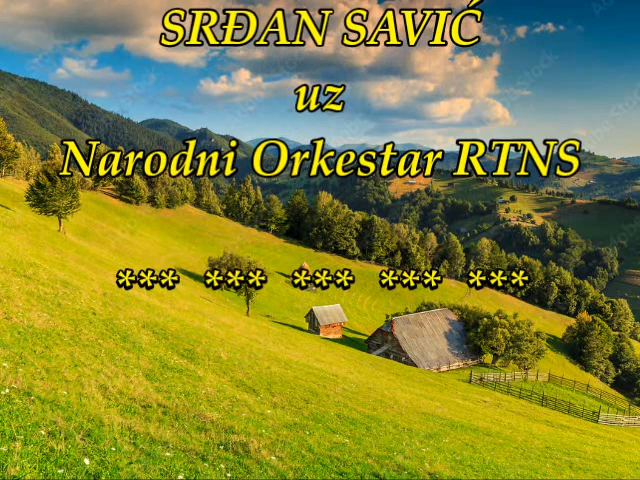 SRĐAN SAVIĆ
uz
Narodni Orkestar RTNS
*** *** *** *** ***